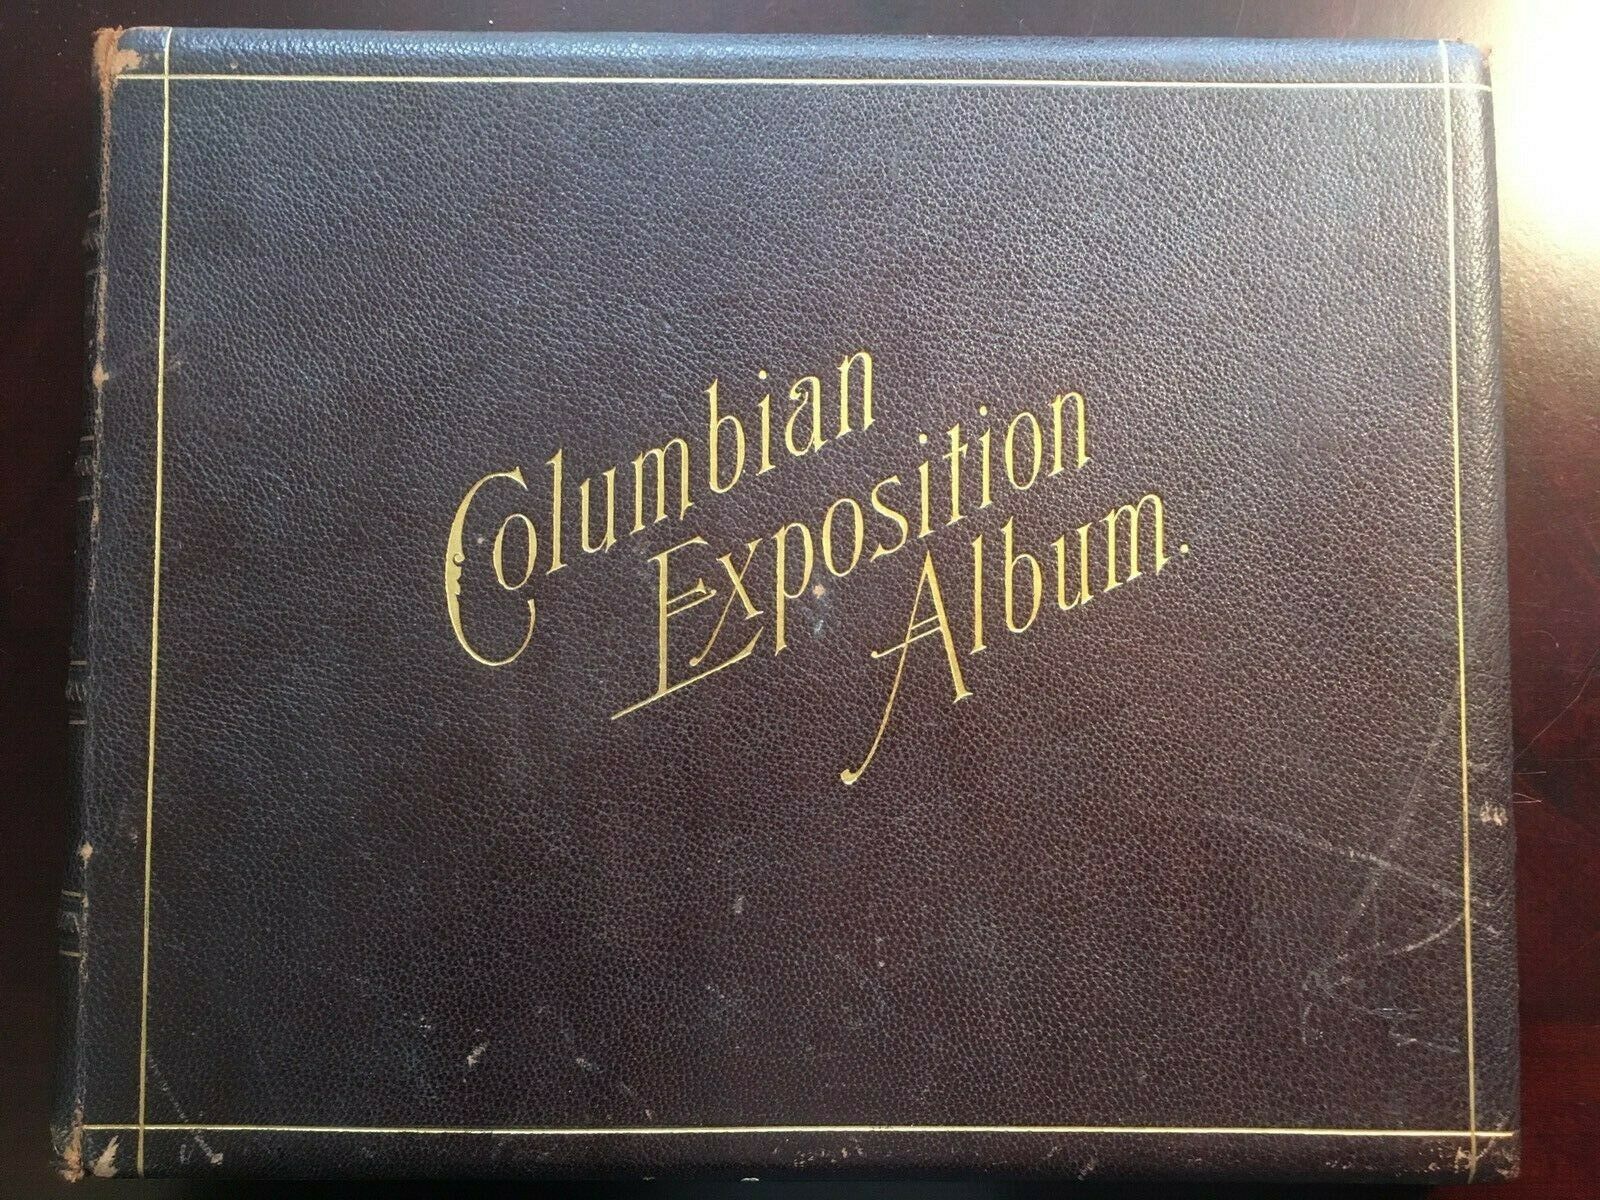 Columbian
Exposition
Album.